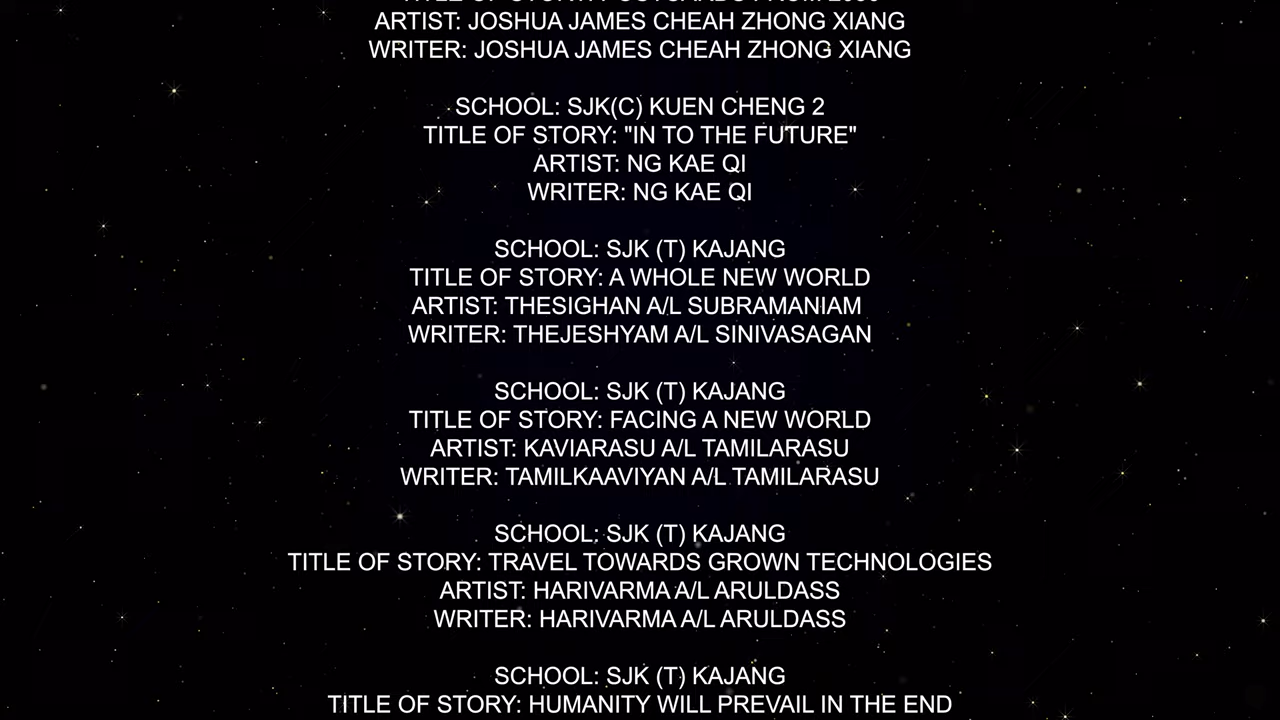 ARTIST: JOSHUA JAMES CHEAH ZHONG XIANG
WRITER: JOSHUA JAMES CHEAH ZHONG XIANG
SCHOOL: SJK(C) KUEN CHENG 2
TITLE OF STORY: "IN TO THE FUTURE"
ARTIST: NG KAE QI
WRITER: NG KAE QI
SCHOOL: SJK (T) KAJANG
TITLE OF STORY: A WHOLE NEW WORLD
ARTIST: THESIGHAN A/L SUBRAMANIAM
WRITER: THEJESHYAM A/L SINIVASAGAN
SCHOOL: SJK (T) KAJANG
TITLE OF STORY: FACING A NEW WORLD
ARTIST: KAVIARASU A/L TAMILARASU
WRITER: TAMILKAAVIYAN A/L TAMILARASU
SCHOOL: SJK (T) KAJANG
TITLE OF STORY: TRAVEL TOWARDS GROWN TECHNOLOGIES
ARTIST: HARIVARMA A/L ARULDASS
WRITER: HARIVARMA A/L ARULDASS
SCHOOL: SJK (T) KAJANG
TITLE OF STORY: HUMANITY WILL PREVAIL IN THE END